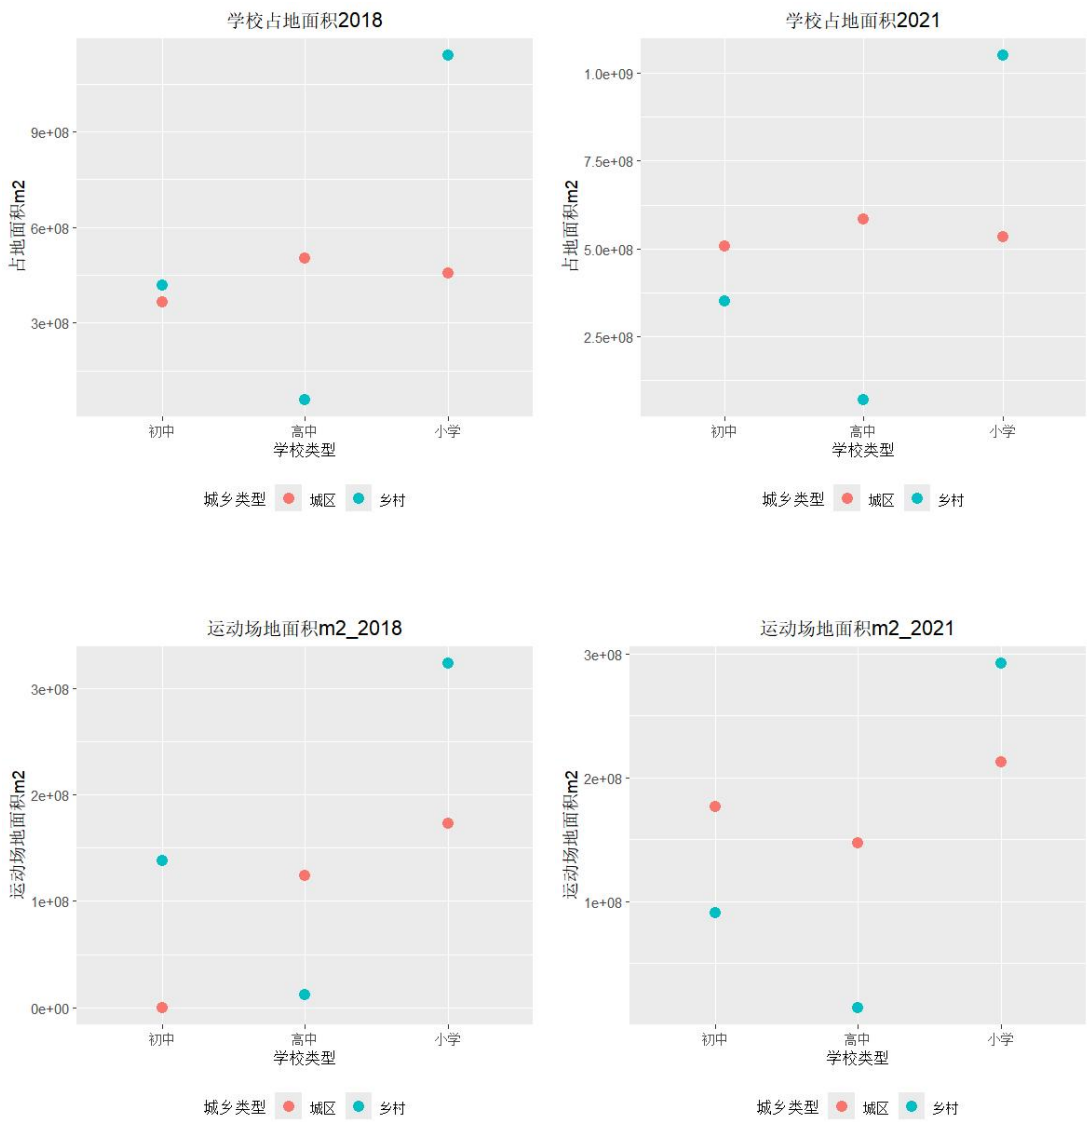 学校占地面积2018
占地面积m2
9e+08
6e+08
3e+08
初中 高中 小学
学校类型
城乡类型 城区 乡村
学校占地面积2021
占地面积m2
1.0e+09
7.5e+08
5.0e+08
2.5e+08
初中 高中 小学
学校类型
城乡类型 城区 乡村
运动场地面积m2_2018
运动场地面积m2
3e+08
2e+08
1e+08
0e+00
初中 高中 小学
学校类型
城乡类型 城区 乡村
运动场地面积m2_2021
运动场地面积m2
3e+08
2e+08
1e+08
初中 高中 小学
学校类型
城乡类型 城区 乡村